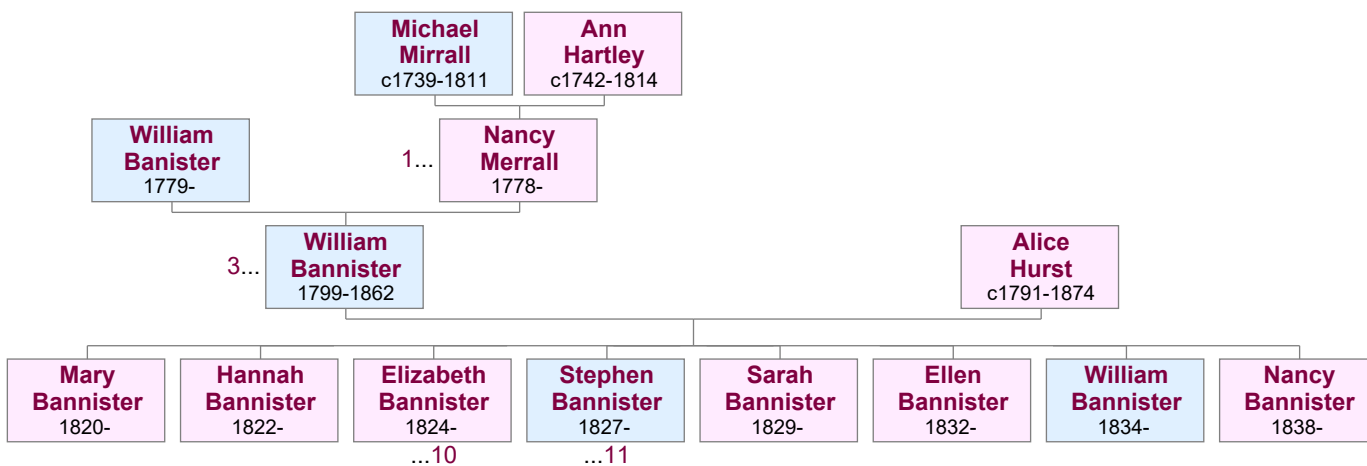 Michael
Mirrall
c1739-1811
Ann
Hartley
c1742-1814
William
Banister
1779-
1...
Nancy
Merrall
1778-
3...
William
Bannister
1799-1862
Alice
Hurst
c1791-1874
Mary
Bannister
1820-
Hannah
Bannister
1822-
Elizabeth
Bannister
1824-
...10
Stephen
Bannister
1827-
...11
Sarah
Bannister
1829-
Ellen
Bannister
1832-
William
Bannister
1834-
Nancy
Bannister
1838-